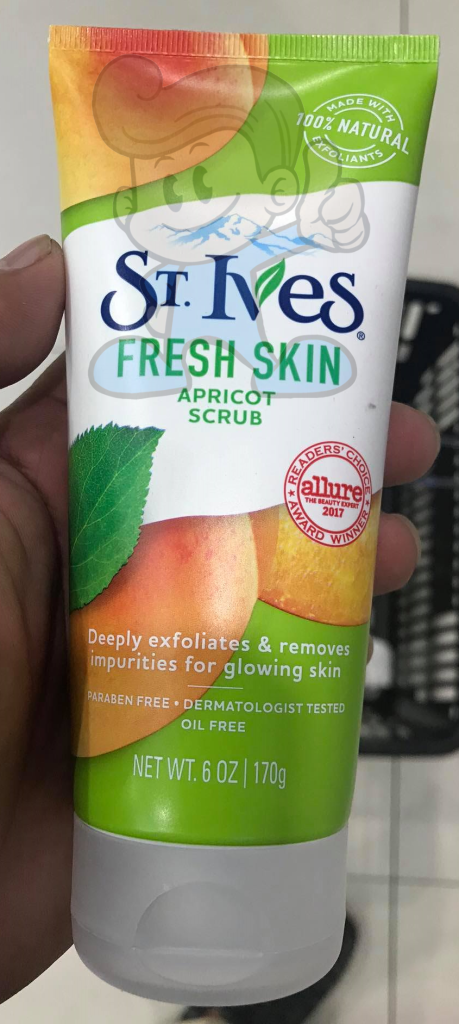 MADE WITH
100% NATURAL
EXFOLIANTS
ST. Ives®
FRESH SKIN
APRICOT
SCRUB
READERS' CHOICE
allure
THE BEAUTY EXPERT
2017
AWARD WINNER
Deeply exfoliates & removes
impurities for glowing skin
PARABEN FREE • DERMATOLOGIST TESTED
OIL FREE
NET WT. 6 OZ | 170g